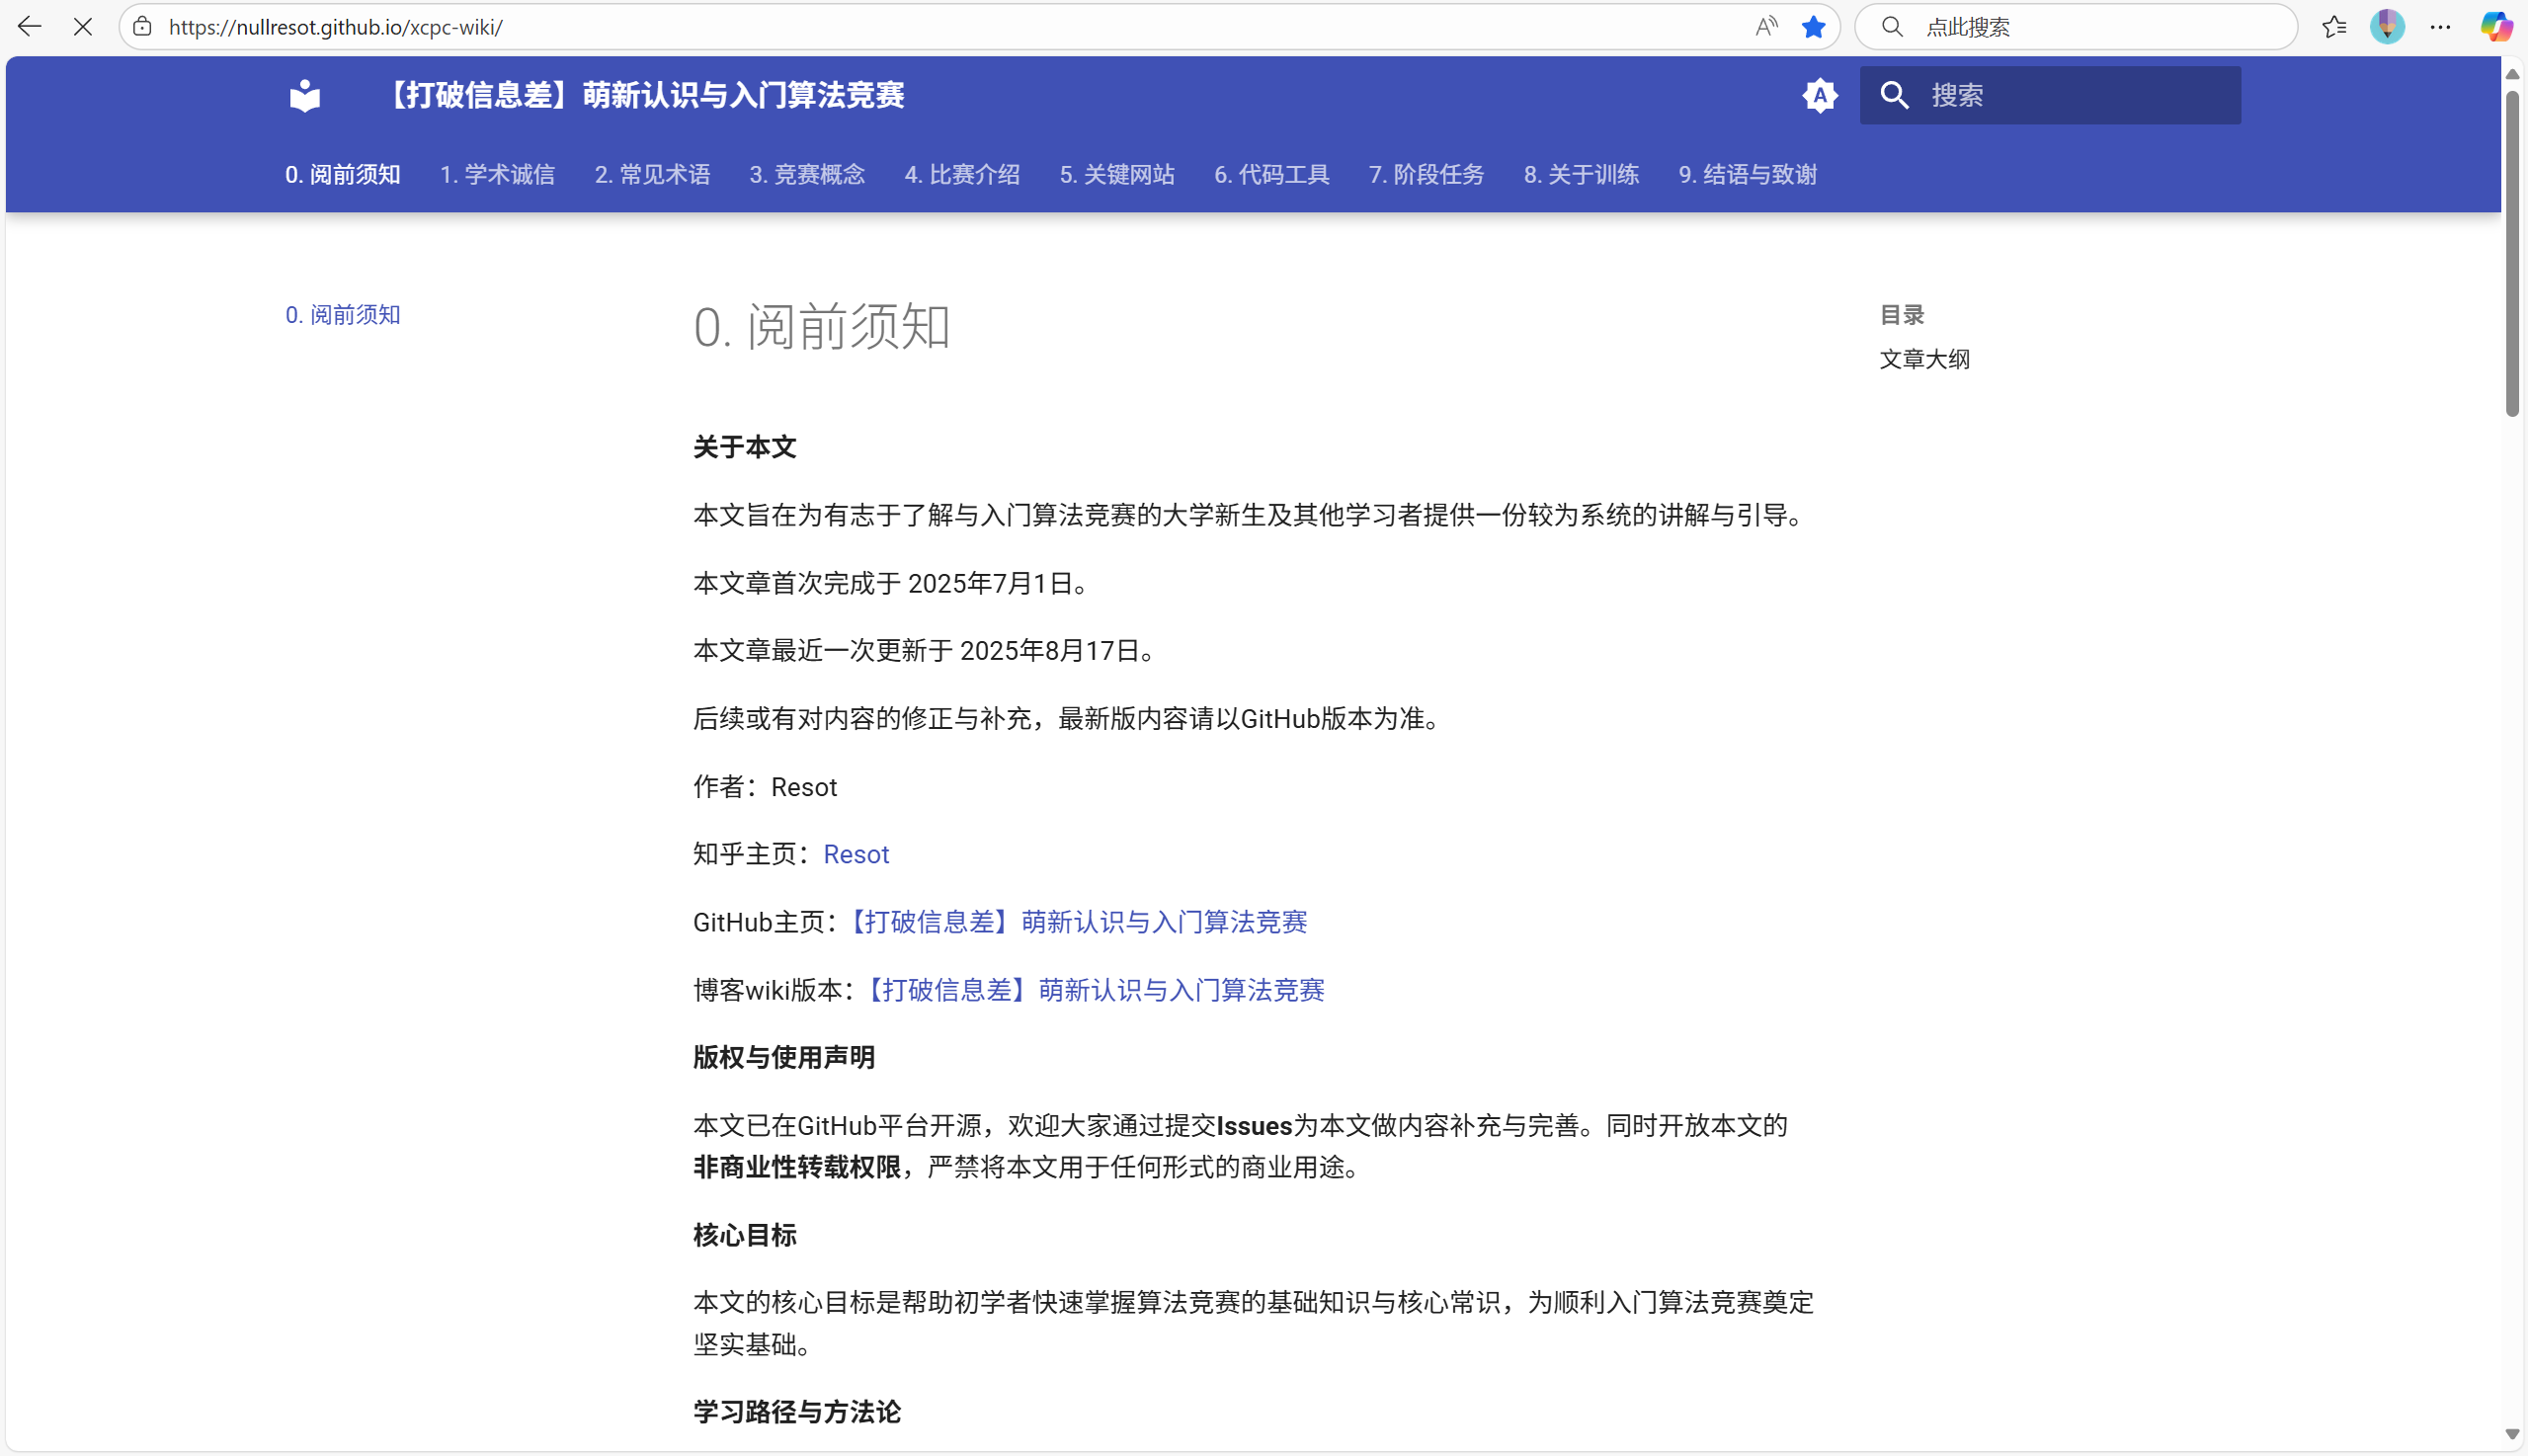 https://nullresot.github.io/xcpc-wiki/
点此搜索
【打破信息差】萌新认识与入门算法竞赛
搜索
0. 阅前须知 1. 学术诚信 2. 常见术语 3. 竞赛概念 4. 比赛介绍 5. 关键网站 6. 代码工具 7. 阶段任务 8. 关于训练 9. 结语与致谢
0. 阅前须知
0. 阅前须知
关于本文
本文旨在为有志于了解与入门算法竞赛的大学新生及其他学习者提供一份较为系统的讲解与引导。
本文章首次完成于 2025年7月1日。
本文章最近一次更新于 2025年8月17日。
后续或有对内容的修正与补充，最新版内容请以GitHub版本为准。
作者：Resot
知乎主页：Resot
GitHub主页：【打破信息差】萌新认识与入门算法竞赛
博客wiki版本：【打破信息差】萌新认识与入门算法竞赛
版权与使用声明
本文已在GitHub平台开源，欢迎大家通过提交Issues为本文做内容补充与完善。同时开放本文的
非商业性转载权限，严禁将本文用于任何形式的商业用途。
核心目标
本文的核心目标是帮助初学者快速掌握算法竞赛的基础知识与核心常识，为顺利入门算法竞赛奠定
坚实基础。
学习路径与方法论
目录
文章大纲